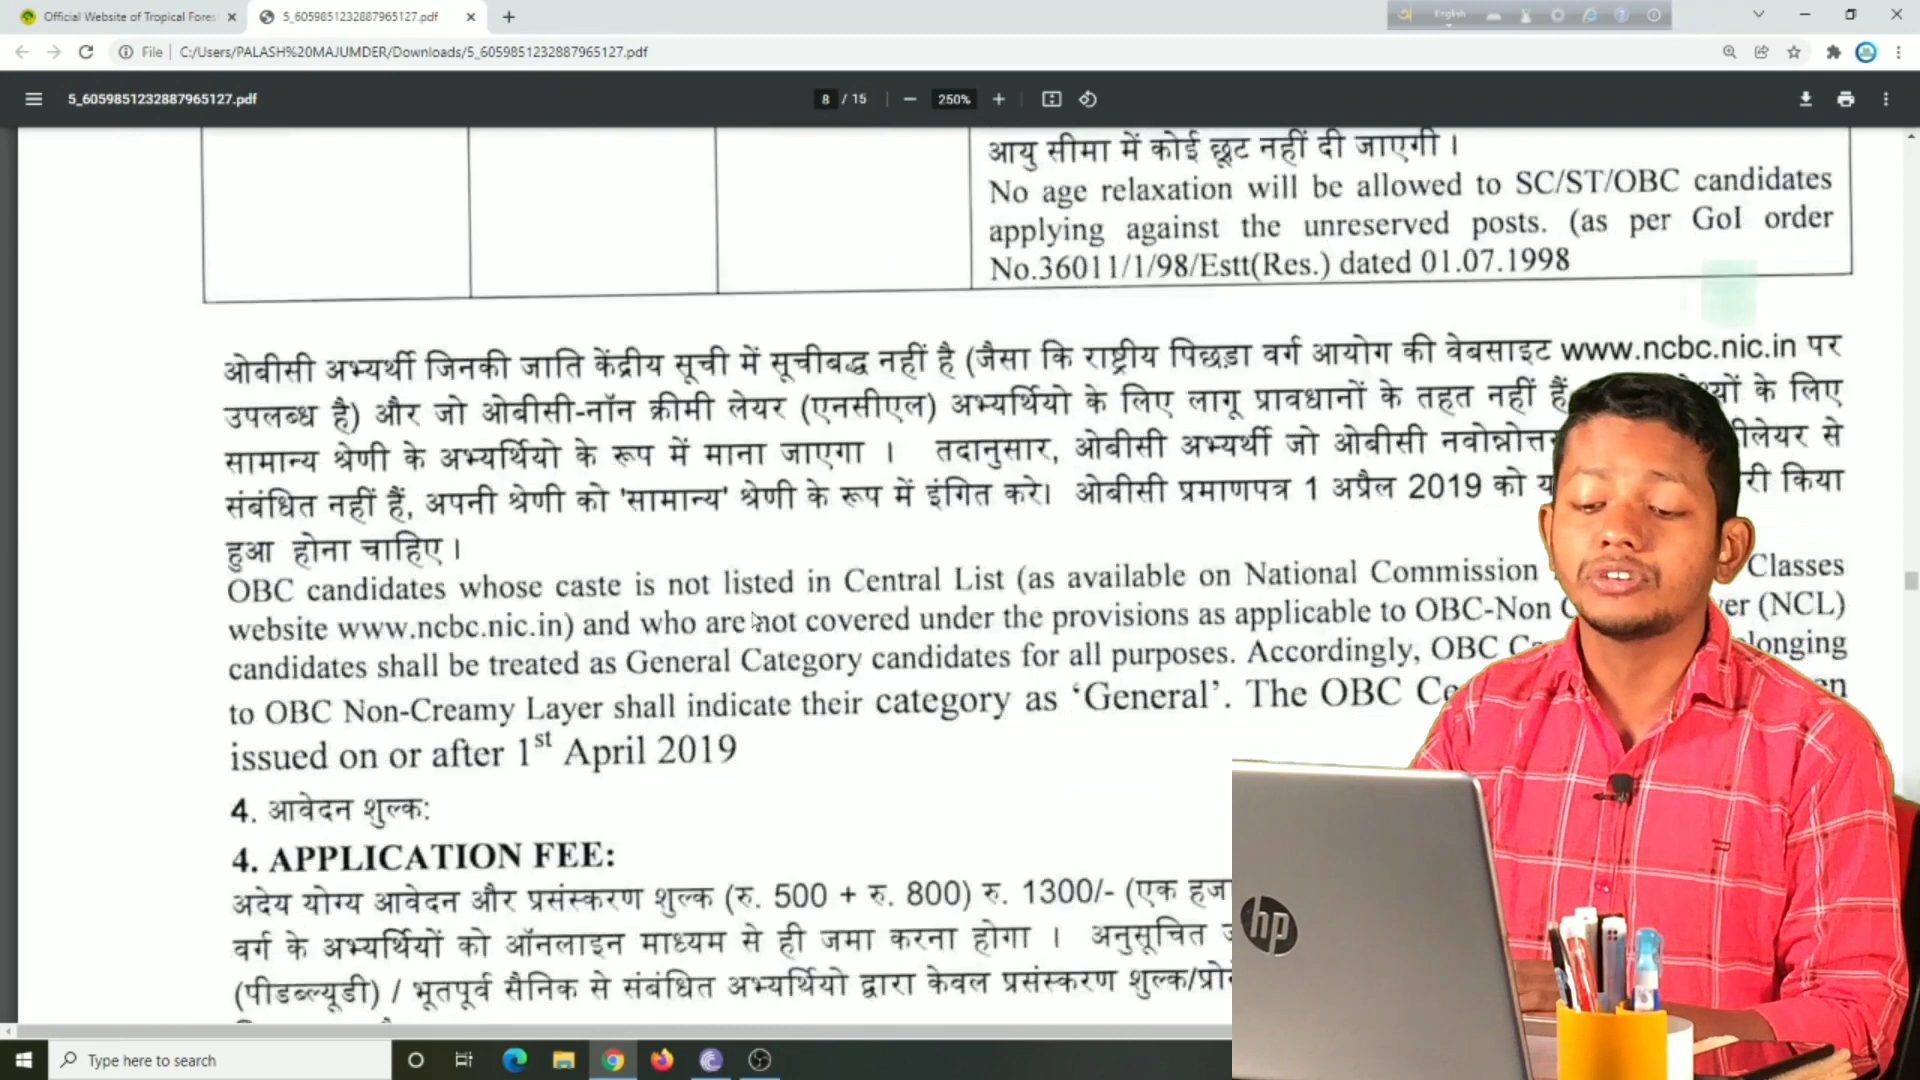 Official Website of Tropical Fores
5_6059851232887965127.pdf
English
File
C:/Users/PALASH%20MAJUMDER/Downloads/5_6059851232887965127.pdf
5_6059851232887965127.pdf
8 / 15
250%
आयु सीमा में कोई छूट नहीं दी जाएगी ।
No age relaxation will be allowed to SC/ST/OBC candidates
applying against the unreserved posts. (as per GoI order
No.36011/1/98/Estt(Res.) dated 01.07.1998
ओबीसी अभ्यर्थी जिनकी जाति केंद्रीय सूची में सूचीबद्ध नहीं है (जैसा कि राष्ट्रीय पिछड़ा वर्ग आयोग की वेबसाइट www.ncbc.nic.in पर
उपलब्ध है) और जो ओबीसी-नॉन क्रीमी लेयर (एनसीएल) अभ्यर्थियो के लिए लागू प्रावधानों के तहत नहीं हैं के लिए
सामान्य श्रेणी के अभ्यर्थियो के रूप में माना जाएगा । तदानुसार, ओबीसी अभ्यर्थी जो ओबीसी से
संबंधित नहीं हैं, अपनी श्रेणी को 'सामान्य' श्रेणी के रूप में इंगित करे। ओबीसी प्रमाणपत्र 1 अप्रैल 2019 को किया
हुआ होना चाहिए ।
OBC candidates whose caste is not listed in Central List (as available on National Commission Classes
website www.ncbc.nic.in) and who are not covered under the provisions as applicable to OBC-Non (NCL)
candidates shall be treated as General Category candidates for all purposes. Accordingly, OBC
to OBC Non-Creamy Layer shall indicate their category as ‘General’. The OBC
issued on or after 1st April 2019
4. आवेदन शुल्क:
4. APPLICATION FEE:
अदेय योग्य आवेदन और प्रसंस्करण शुल्क (रु. 500 + रु. 800) रु. 1300/- (एक
वर्ग के अभ्यर्थियों को ऑनलाइन माध्यम से ही जमा करना होगा । अनुसूचित
(पीडब्ल्यूडी) / भूतपूर्व सैनिक से संबंधित अभ्यर्थियो द्वारा केवल प्रसंस्करण
hp
Type here to search